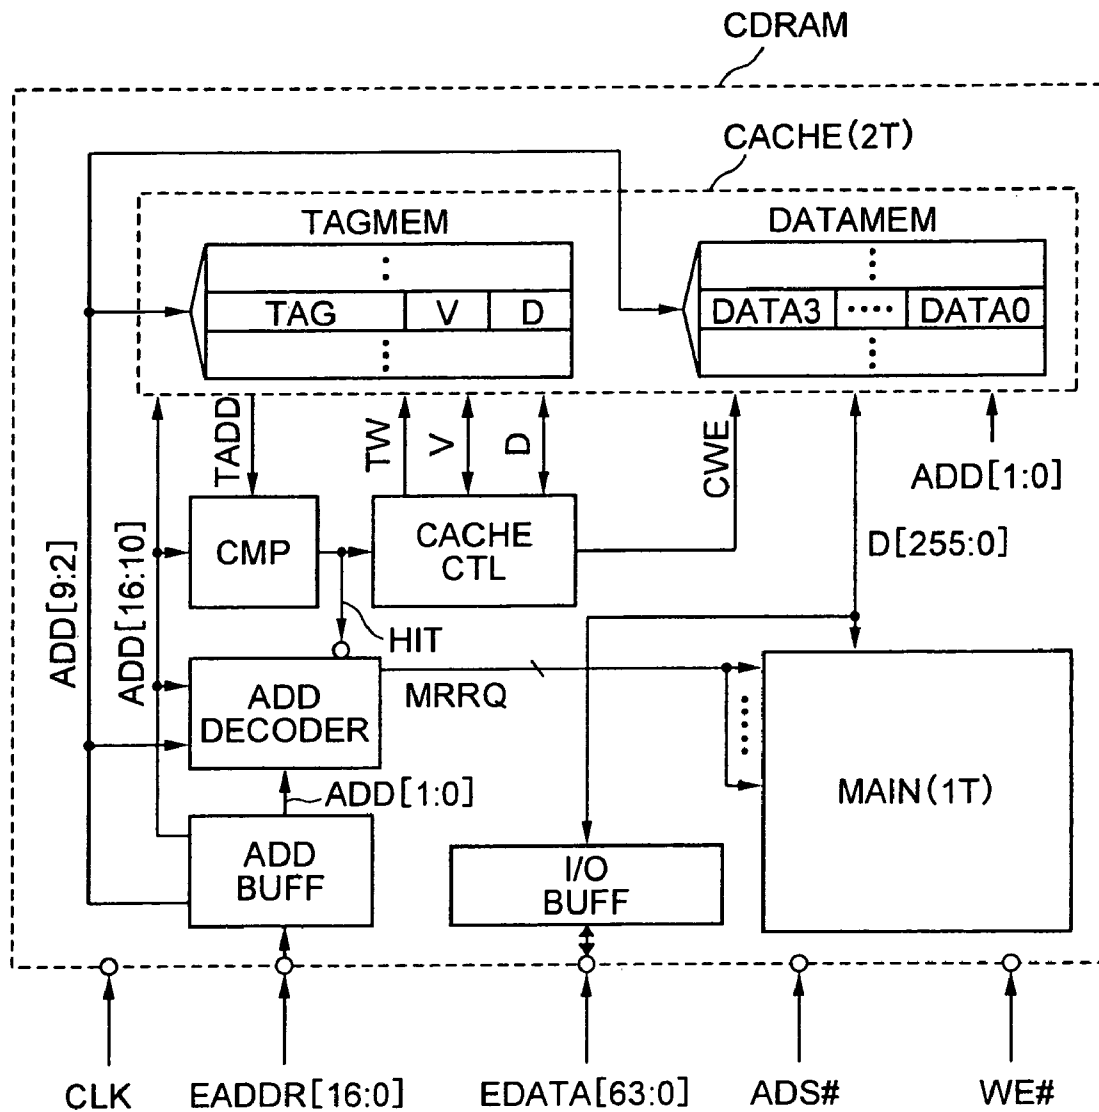 CDRAM
CACHE(2T)
TAGMEM
DATAMEM
TAG
V
D
DATA3
DATA0
TADD
TW
V
D
CWE
ADD[1:0]
CMP
CACHE
CTL
D[255:0]
ADD[9:2]
ADD[16:10]
HIT
MRRQ
ADD
DECODER
ADD[1:0]
MAIN(1T)
ADD
BUFF
I/O
BUFF
CLK
EADDR[16:0]
EDATA[63:0]
ADS#
WE#